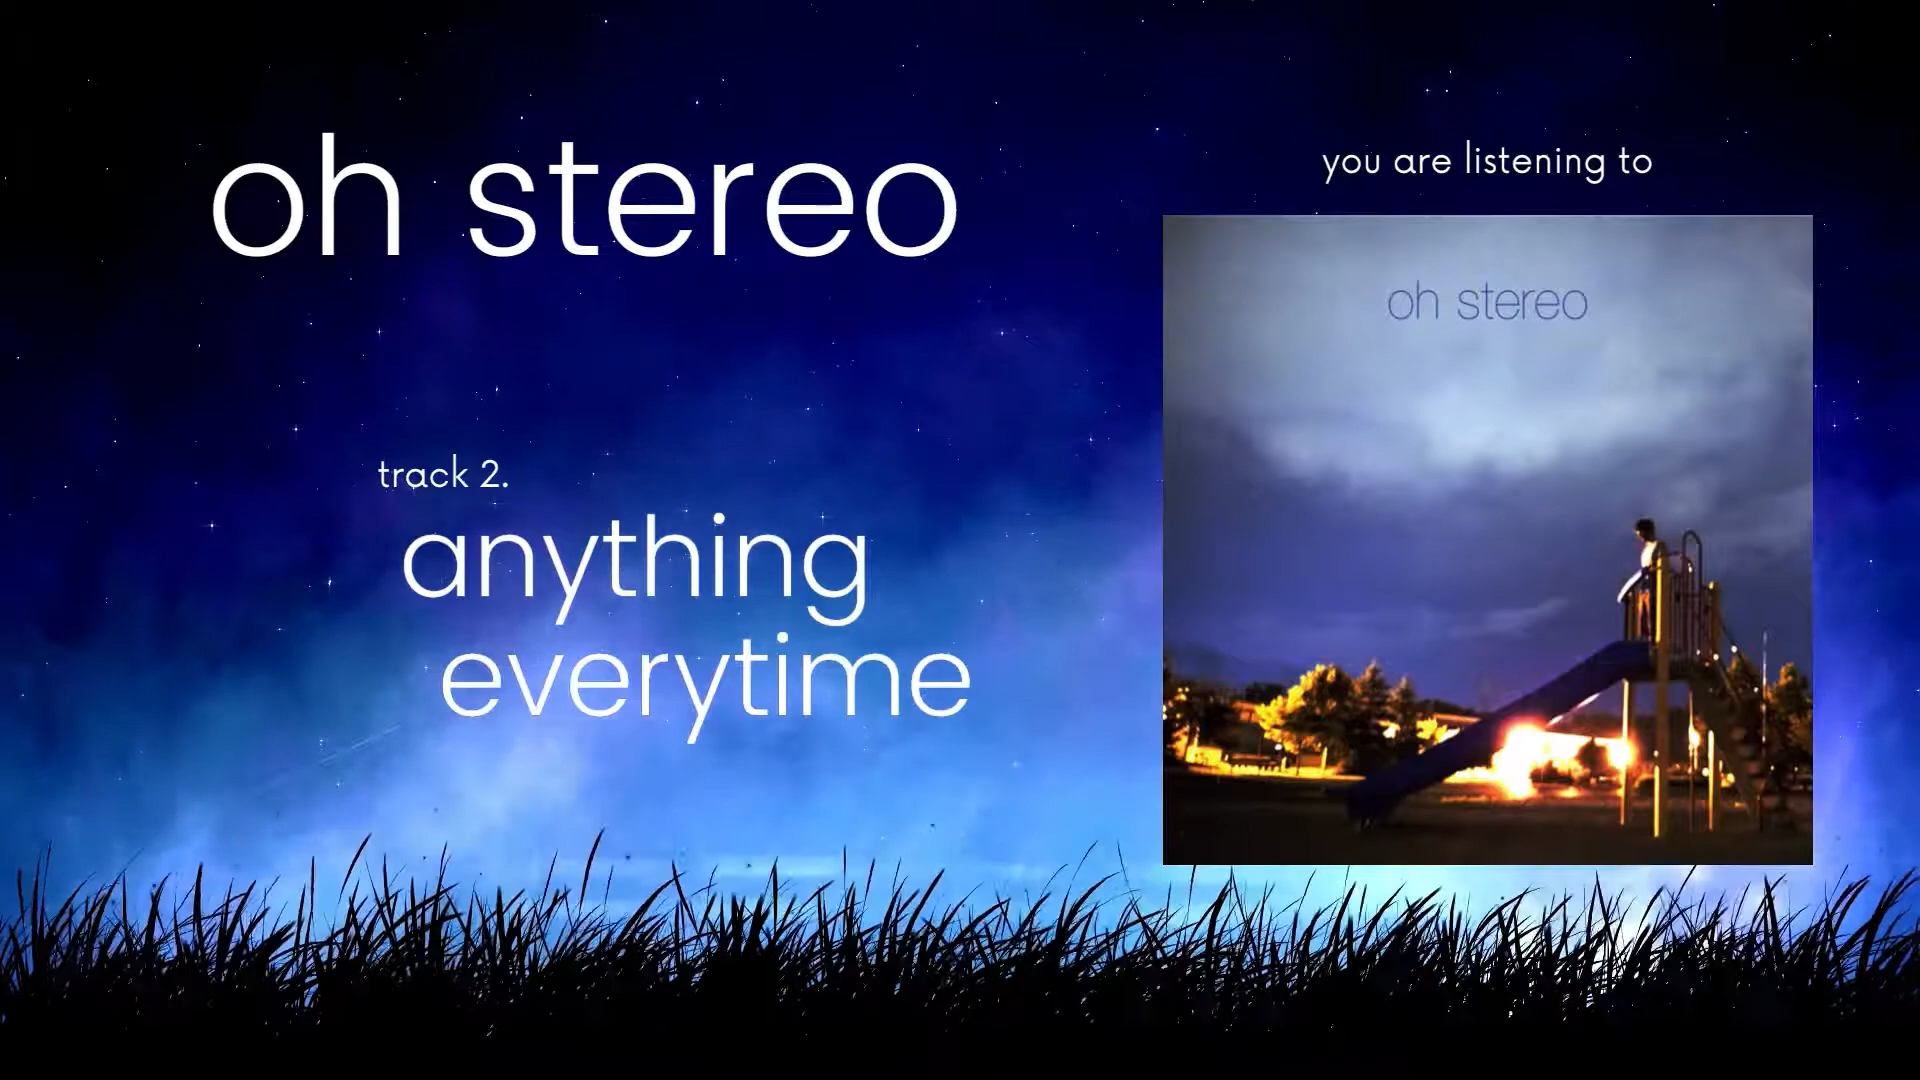 oh stereo
track 2.
anything
everytime
you are listening to
oh stereo